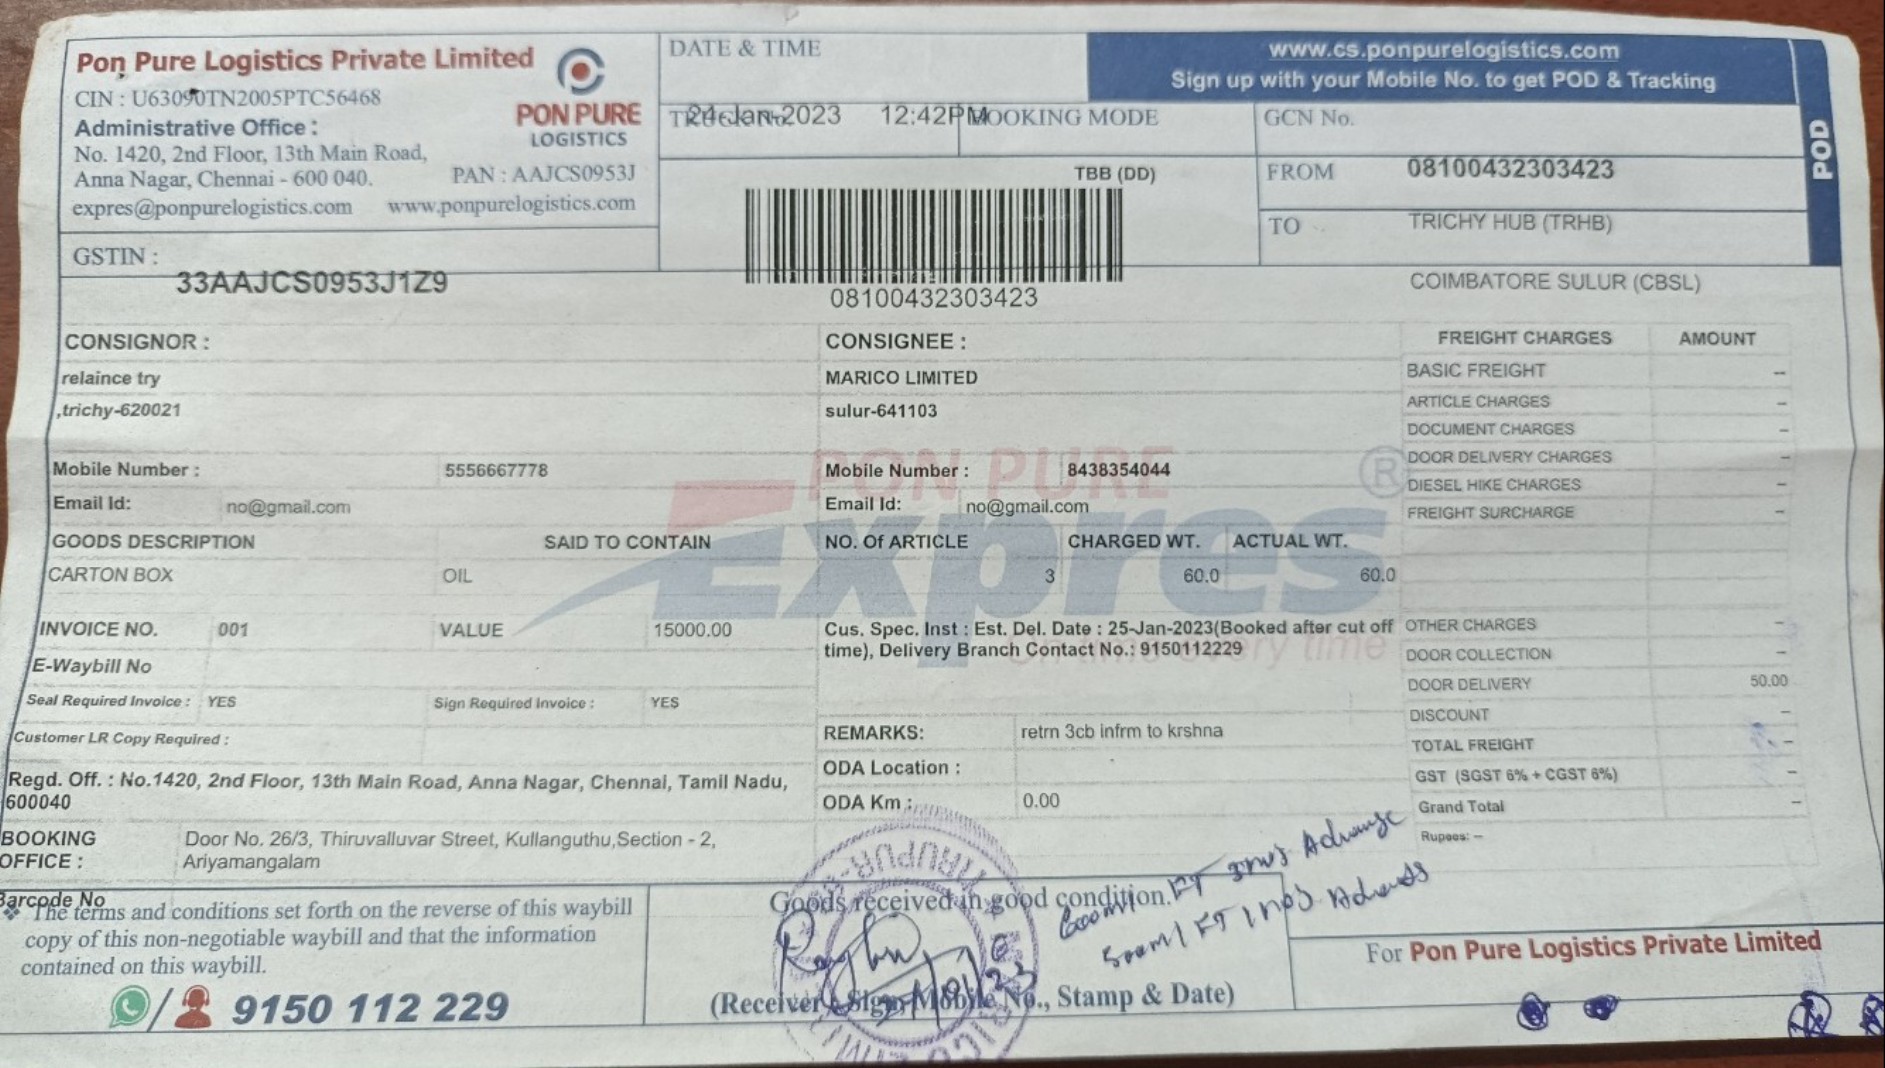 Pon Pure Logistics Private Limited
CIN : U63090TN2005PTC56468
Administrative Office :
No. 1420, 2nd Floor, 13th Main Road,
Anna Nagar, Chennai - 600 040.
PAN : AAJCS0953J
expres@ponpurelogistics.com www.ponpurelogistics.com
PON PURE
LOGISTICS
GSTIN :
33AAJCS0953J1Z9
DATE & TIME
24-Jan-2023 12:42PM
TRUCK No.
BOOKING MODE
TBB (DD)
08100432303423
www.cs.ponpurelogistics.com
Sign up with your Mobile No. to get POD & Tracking
POD
GCN No.
08100432303423
FROM
TRICHY HUB (TRHB)
TO
COIMBATORE SULUR (CBSL)
CONSIGNOR :
relaince try
,trichy-620021
Mobile Number : 5556667778
Email Id: no@gmail.com
CONSIGNEE :
MARICO LIMITED
sulur-641103
Mobile Number : 8438354044
Email Id: no@gmail.com
PON PURE ®
Expres
On time every time
GOODS DESCRIPTION SAID TO CONTAIN NO. Of ARTICLE CHARGED WT. ACTUAL WT.
CARTON BOX OIL 3 60.0 60.0
INVOICE NO. 001 VALUE 15000.00
E-Waybill No
Seal Required Invoice : YES Sign Required Invoice : YES
Customer LR Copy Required :
Cus. Spec. Inst : Est. Del. Date : 25-Jan-2023(Booked after cut off
time), Delivery Branch Contact No.: 9150112229
REMARKS: retrn 3cb infrm to krshna
ODA Location :
ODA Km : 0.00
FREIGHT CHARGES AMOUNT
BASIC FREIGHT –
ARTICLE CHARGES –
DOCUMENT CHARGES –
DOOR DELIVERY CHARGES –
DIESEL HIKE CHARGES –
FREIGHT SURCHARGE –
OTHER CHARGES –
DOOR COLLECTION –
DOOR DELIVERY 50.00
DISCOUNT –
TOTAL FREIGHT –
GST (SGST 6% + CGST 6%) –
Grand Total –
Rupees: –
Regd. Off. : No.1420, 2nd Floor, 13th Main Road, Anna Nagar, Chennai, Tamil Nadu,
600040
BOOKING
OFFICE :
Door No. 26/3, Thiruvalluvar Street, Kullanguthu,Section - 2,
Ariyamangalam
Barcode No
❖ The terms and conditions set forth on the reverse of this waybill
copy of this non-negotiable waybill and that the information
contained on this waybill.
/ 9150 112 229
Goods received in good condition.
(Receiver's Sign, Mobile No., Stamp & Date)
For Pon Pure Logistics Private Limited